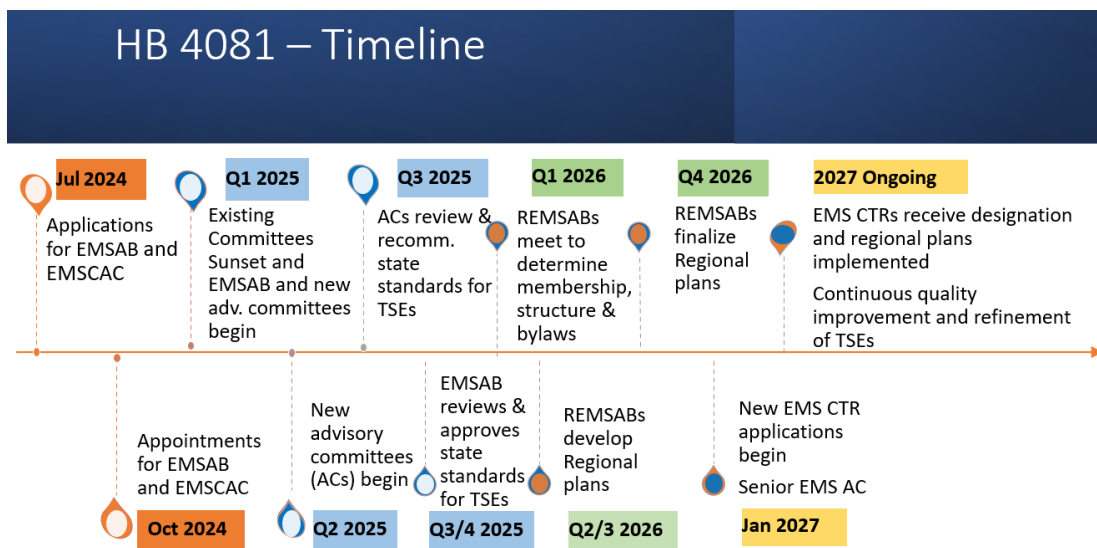 HB 4081 – Timeline
Jul 2024
Applications
for EMSAB and
EMSCAC
Q1 2025
Existing
Committees
Sunset and
EMSAB and new
adv. committees
begin
Q3 2025
ACs review &
recomm.
state
standards for
TSEs
Q1 2026
REMSABs
meet to
determine
membership,
structure &
bylaws
Q4 2026
REMSABs
finalize
Regional
plans
2027 Ongoing
EMS CTRs receive designation
and regional plans
implemented
Continuous quality
improvement and refinement
of TSEs
Appointments
for EMSAB
and EMSCAC
Oct 2024
New
advisory
committees
(ACs) begin
Q2 2025
EMSAB
reviews &
approves
state
standards
for TSEs
Q3/4 2025
REMSABs
develop
Regional
plans
Q2/3 2026
New EMS CTR
applications
begin
Senior EMS AC
Jan 2027